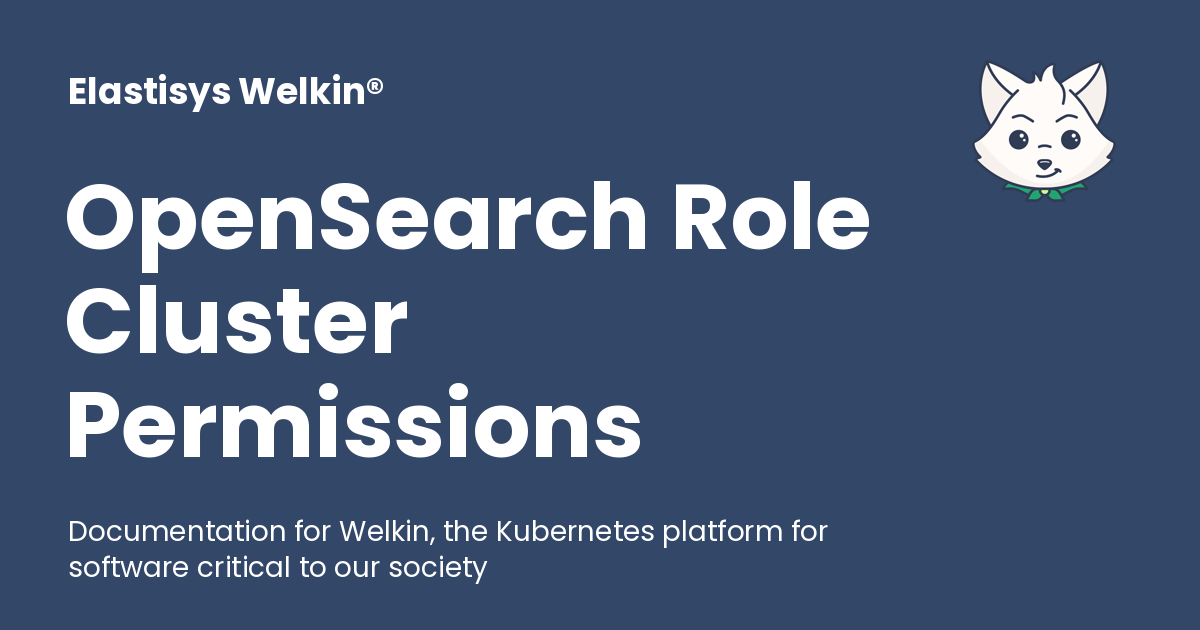 Elastisys Welkin®
OpenSearch Role
Cluster
Permissions
Documentation for Welkin, the Kubernetes platform for
software critical to our society